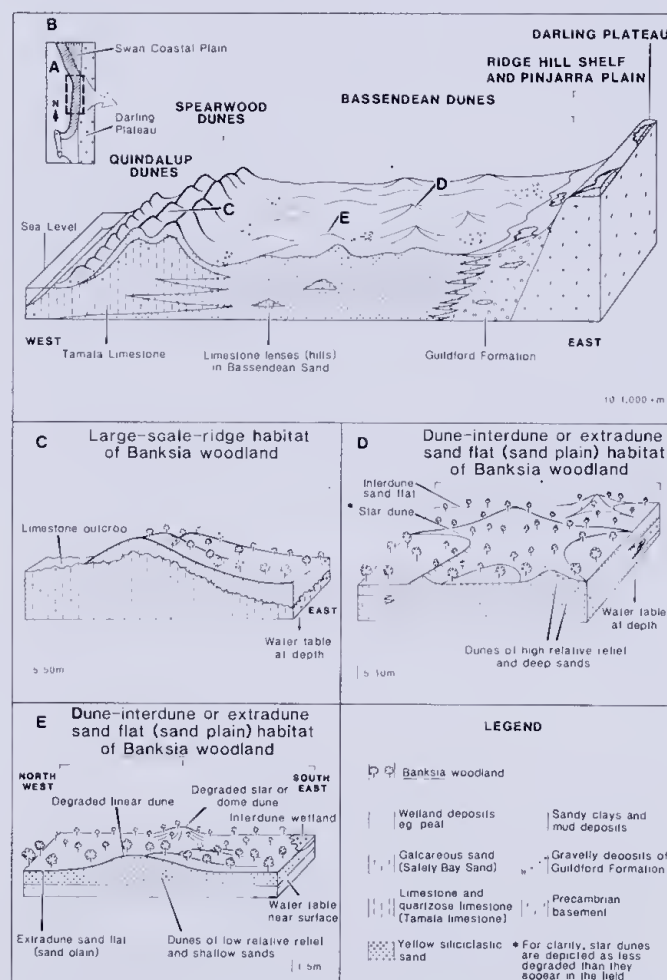 B
Swan Coastal Plain
A
N
Darling
Plateau
DARLING PLATEAU
RIDGE HILL SHELF
AND PINJARRA PLAIN
BASSENDEAN DUNES
SPEARWOOD
DUNES
QUINDALUP
DUNES
C
D
E
Sea Level
WEST
EAST
Tamala Limestone
Limestone lenses (hills)
in Bassendean Sand
Guildford Formation
C
Large-scale-ridge habitat
of Banksia woodland
Limestone outcrop
EAST
Water table
at depth
5-50m
D
Dune-interdune or extradune
sand flat (sand plain) habitat
of Banksia woodland
Interdune
sand flat
* Star dune
Water table
at depth
Dunes of high relative relief
and deep sands
5-10m
E
Dune-interdune or extradune
sand flat (sand plain) habitat
of Banksia woodland
NORTH
WEST
SOUTH
EAST
Degraded linear dune
Degraded star or
dome dune
Interdune wetland
Water table
near surface
Extradune sand flat
(sand plain)
Dunes of low relative relief
and shallow sands
LEGEND
Banksia woodland
Wetland deposits
eg peat
Sandy clays and
mud deposits
Calcareous sand
(Safety Bay Sand)
Gravelly deposits of
Guildford Formation
Limestone and
quartzose limestone
(Tamala limestone)
Precambrian
basement
Yellow siliciclastic
sand
* For clarity, star dunes
are depicted as less
degraded than they
appear in the field